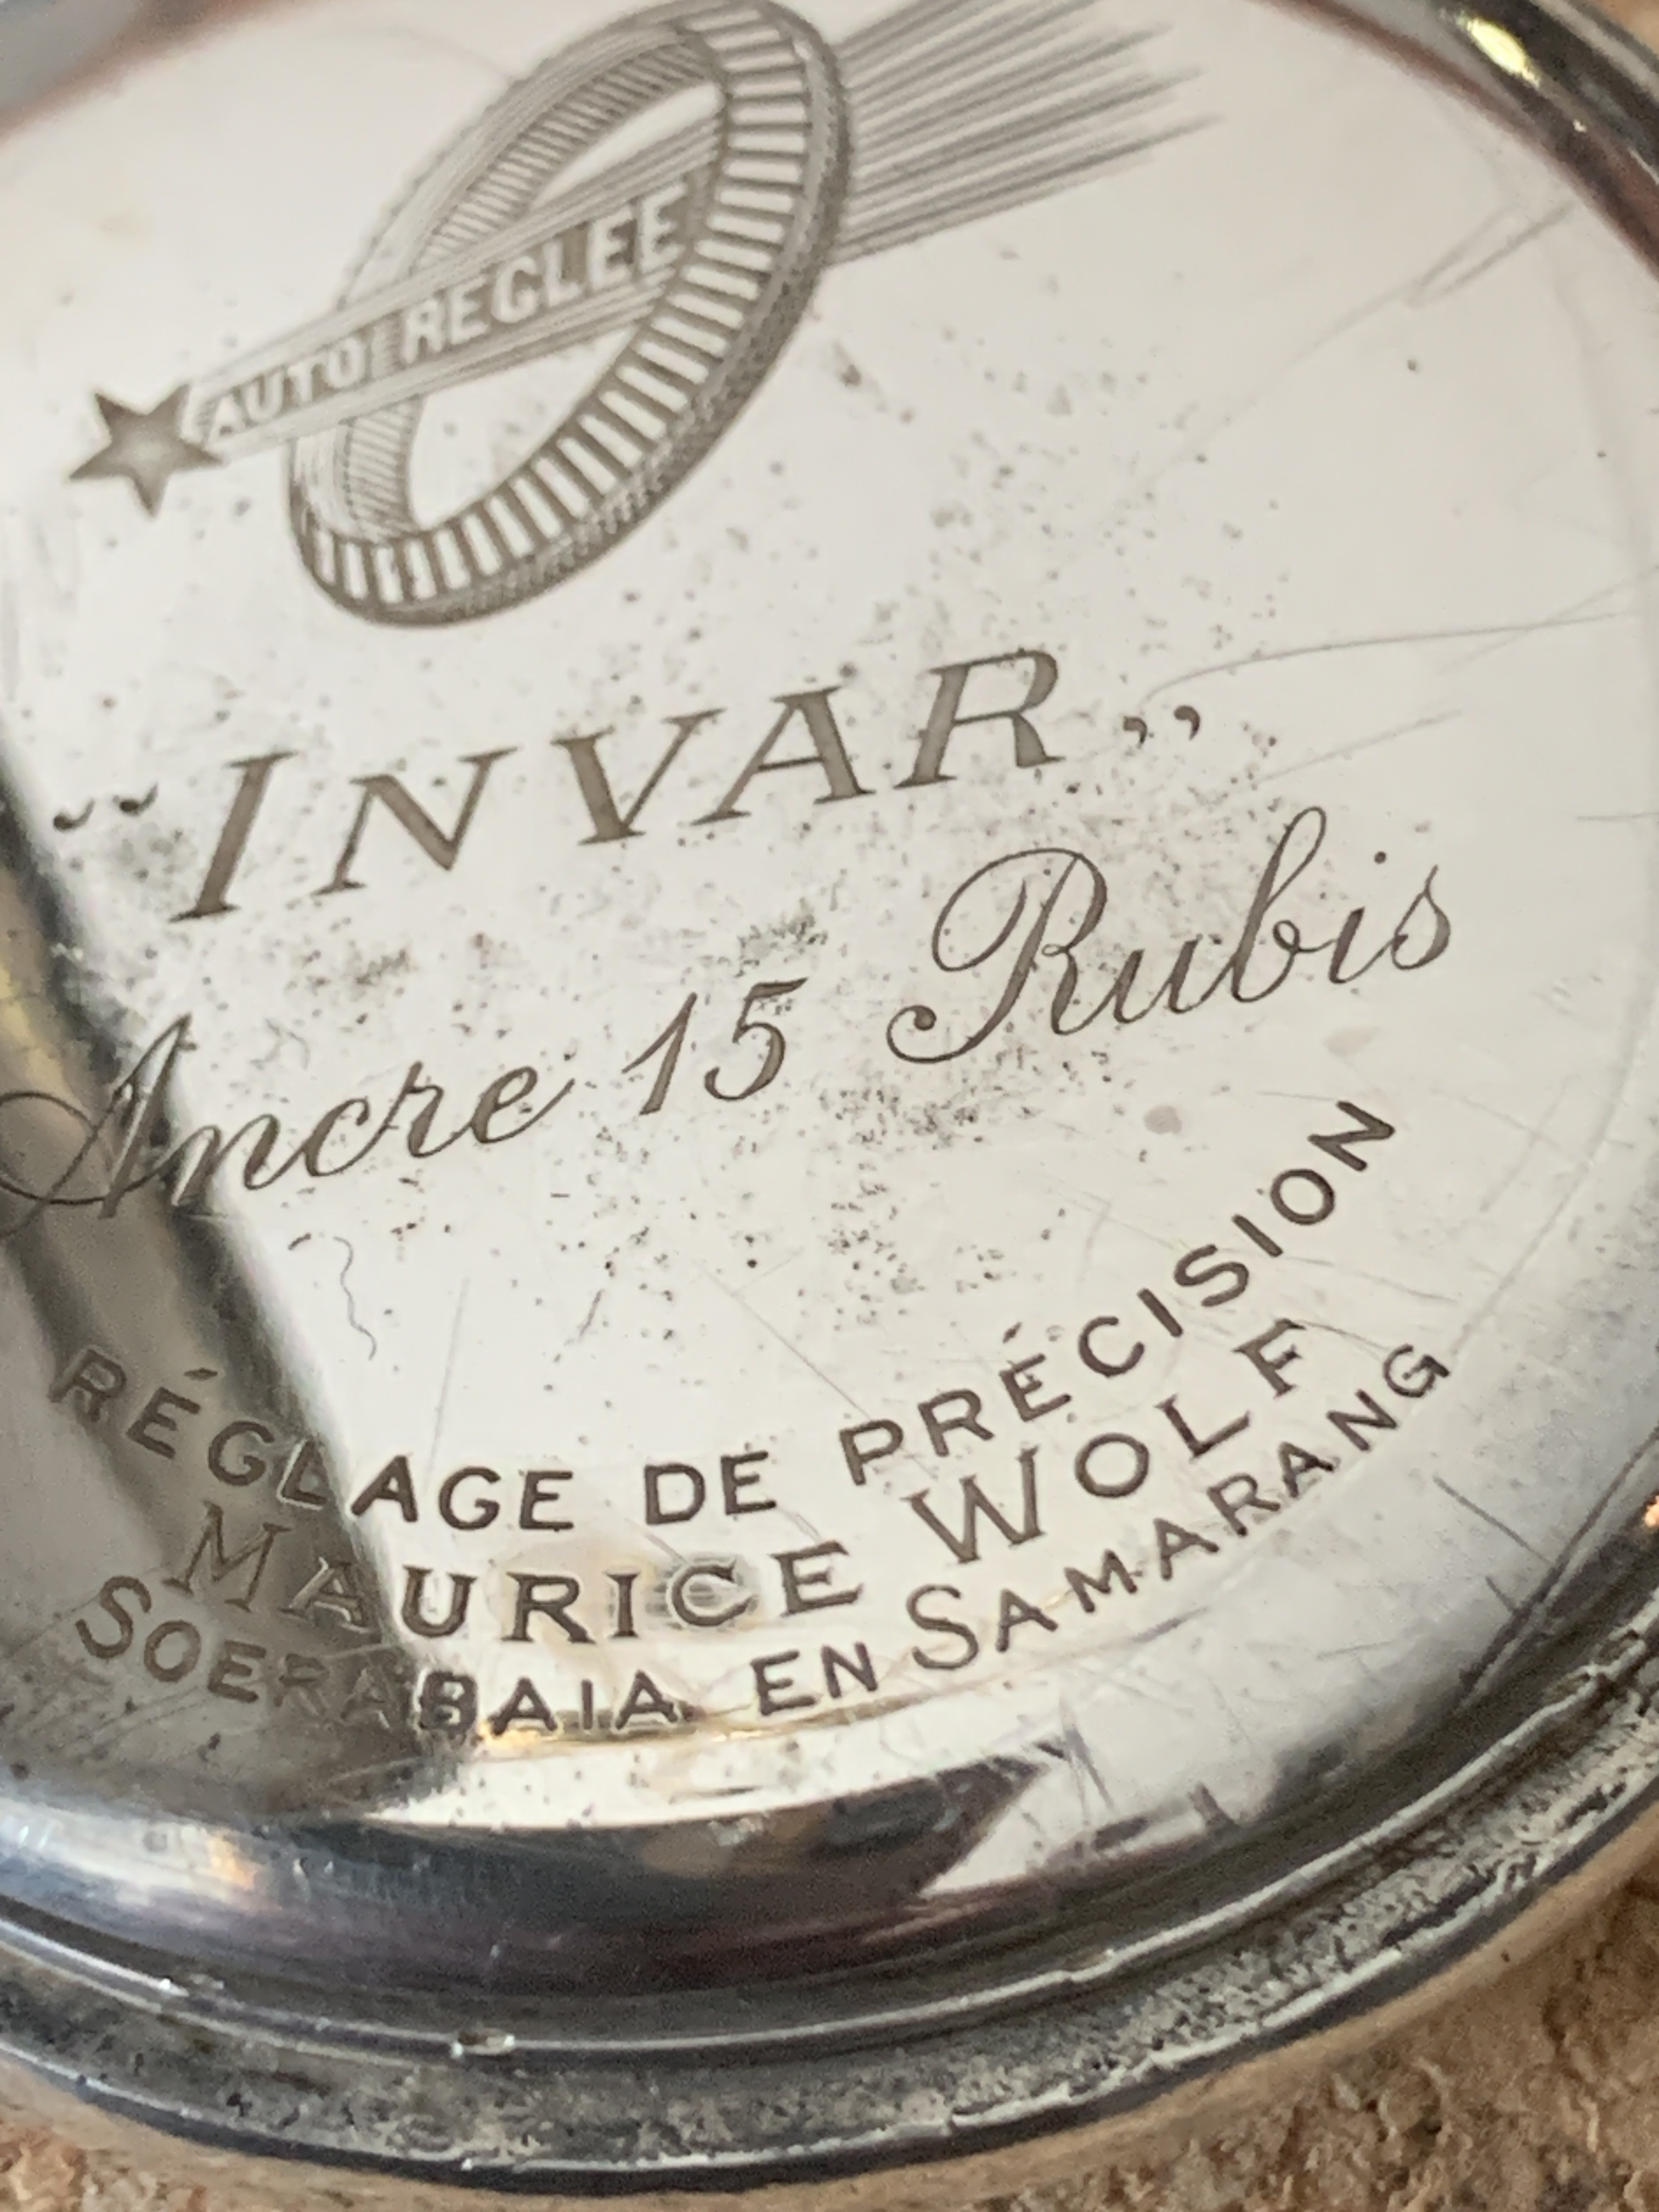 AUTO REGLEE
"INVAR„
Ancre 15 Rubis
RÉGLAGE DE PRÉCISION
MAURICE WOLF
SOERABAIA EN SAMARANG